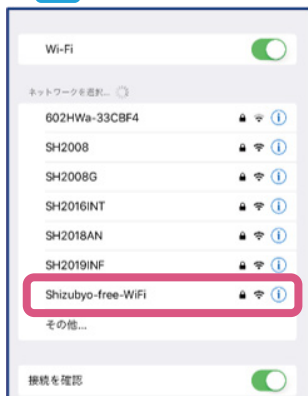 Wi-Fi
ネットワークを選択...
602HWa-33CBF4
SH2008
SH2008G
SH2016INT
SH2018AN
SH2019INF
Shizubyo-free-WiFi
その他...
接続を確認